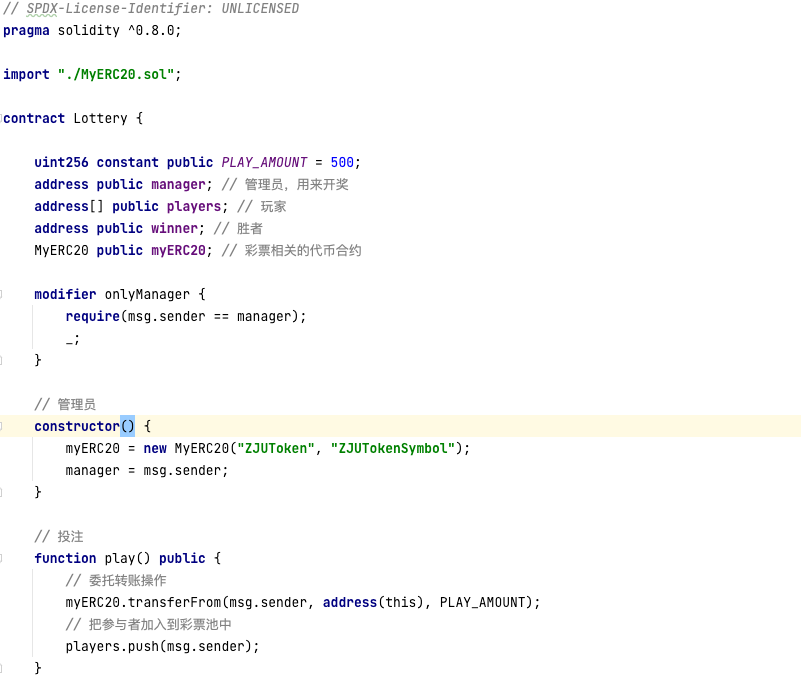 // SPDX-License-Identifier: UNLICENSED
pragma solidity ^0.8.0;
import "./MyERC20.sol";
contract Lottery {
uint256 constant public PLAY_AMOUNT = 500;
address public manager; // 管理员，用来开奖
address[] public players; // 玩家
address public winner; // 胜者
MyERC20 public myERC20; // 彩票相关的代币合约
modifier onlyManager {
require(msg.sender == manager);
_;
}
// 管理员
constructor() {
myERC20 = new MyERC20("ZJUToken", "ZJUTokenSymbol");
manager = msg.sender;
}
// 投注
function play() public {
// 委托转账操作
myERC20.transferFrom(msg.sender, address(this), PLAY_AMOUNT);
// 把参与者加入到彩票池中
players.push(msg.sender);
}